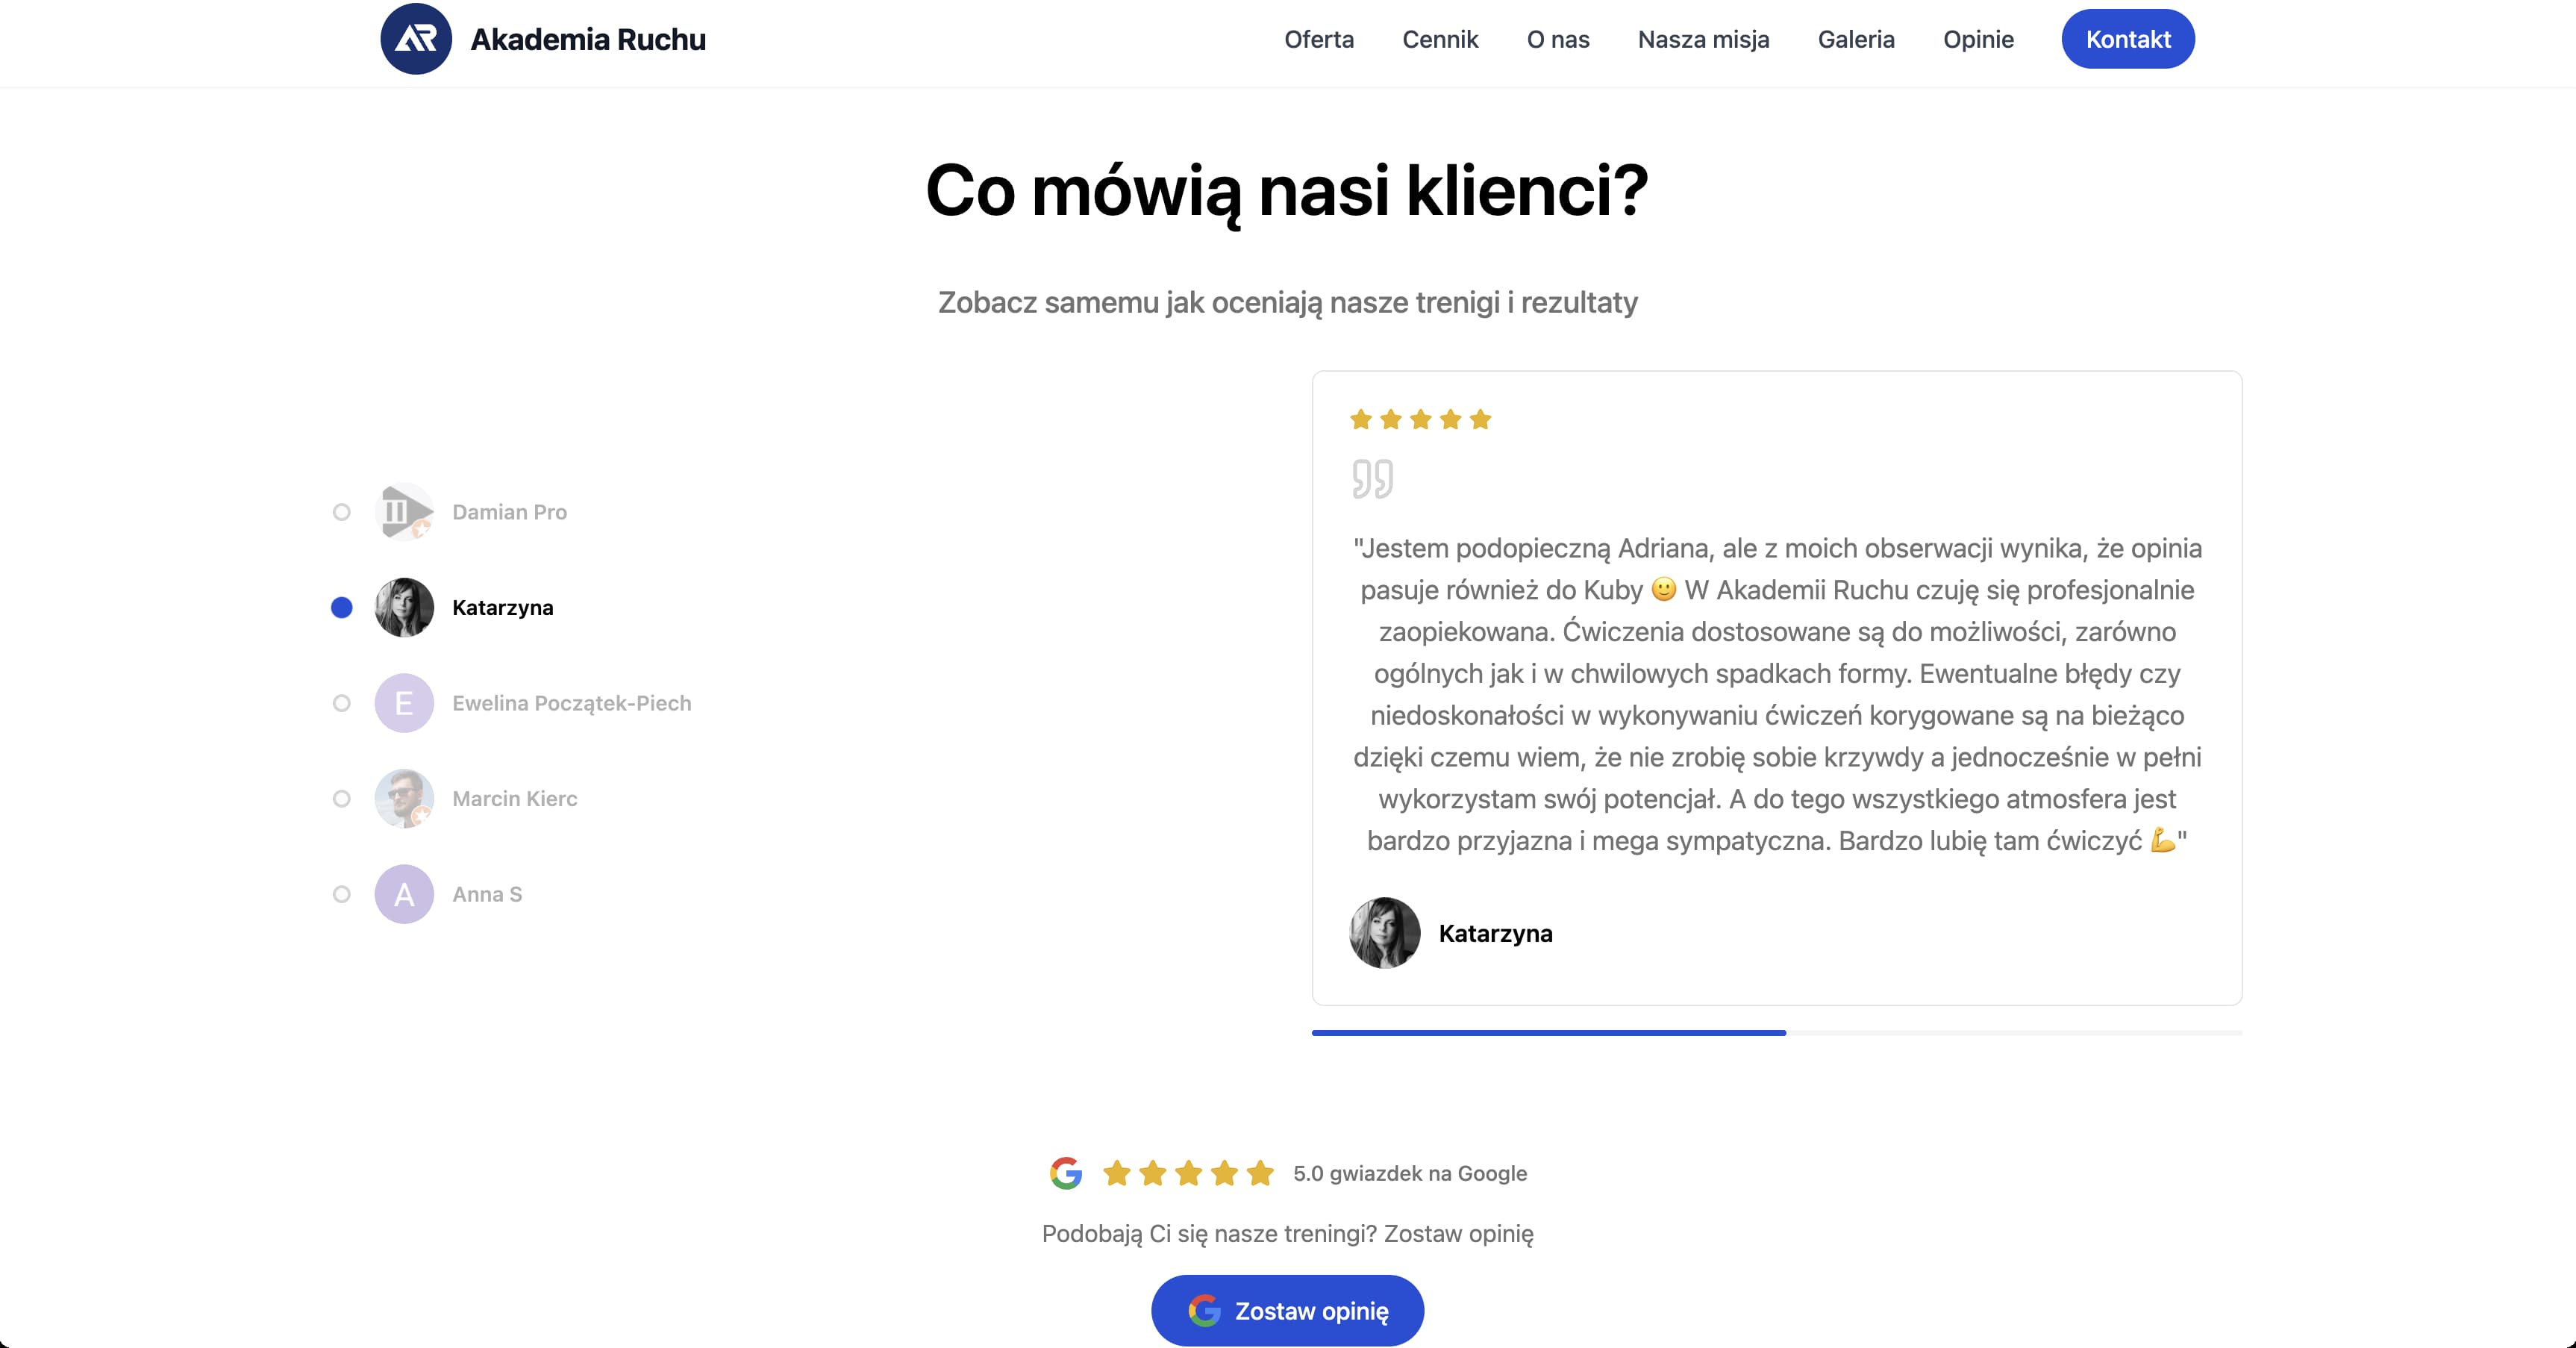 AR Akademia Ruchu
Oferta Cennik O nas Nasza misja Galeria Opinie Kontakt
Co mówią nasi klienci?
Zobacz samemu jak oceniają nasze trenigi i rezultaty
Damian Pro
Katarzyna
E Ewelina Początek-Piech
Marcin Kierc
A Anna S
"Jestem podopieczną Adriana, ale z moich obserwacji wynika, że opinia
pasuje również do Kuby 🙂 W Akademii Ruchu czuję się profesjonalnie
zaopiekowana. Ćwiczenia dostosowane są do możliwości, zarówno
ogólnych jak i w chwilowych spadkach formy. Ewentualne błędy czy
niedoskonałości w wykonywaniu ćwiczeń korygowane są na bieżąco
dzięki czemu wiem, że nie zrobię sobie krzywdy a jednocześnie w pełni
wykorzystam swój potencjał. A do tego wszystkiego atmosfera jest
bardzo przyjazna i mega sympatyczna. Bardzo lubię tam ćwiczyć 💪"
Katarzyna
5.0 gwiazdek na Google
Podobają Ci się nasze treningi? Zostaw opinię
Zostaw opinię